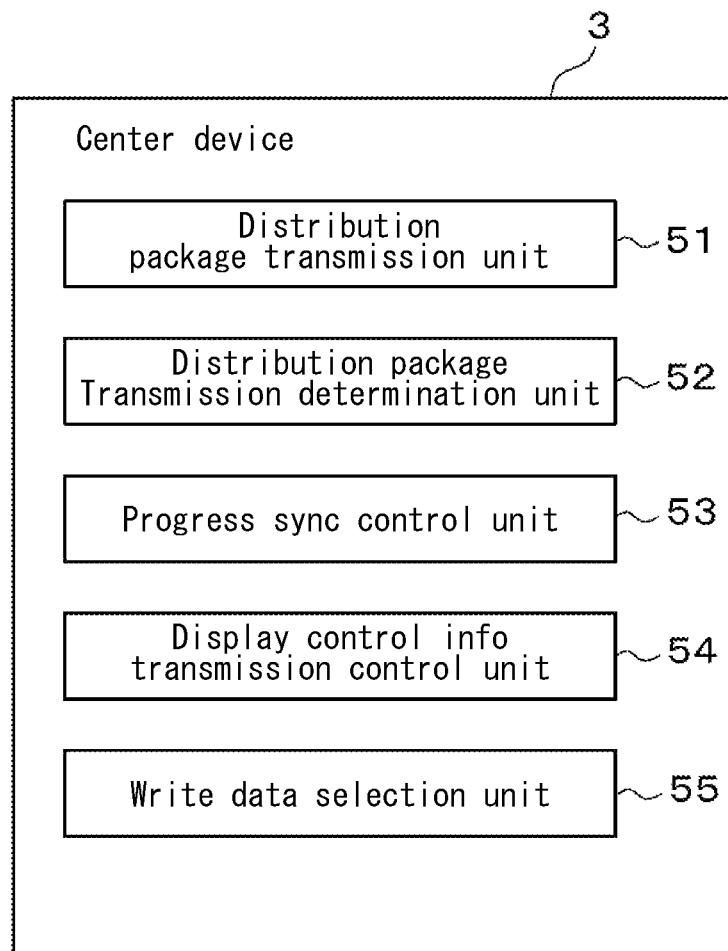 3
Center device
Distribution
package transmission unit
51
Distribution package
Transmission determination unit
52
Progress sync control unit
53
Display control info
transmission control unit
54
Write data selection unit
55